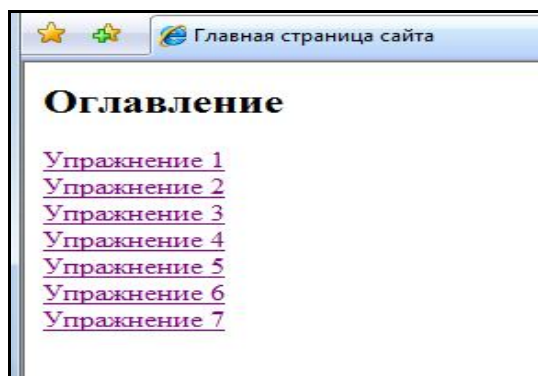 Главная страница сайта
Оглавление
Упражнение 1
Упражнение 2
Упражнение 3
Упражнение 4
Упражнение 5
Упражнение 6
Упражнение 7